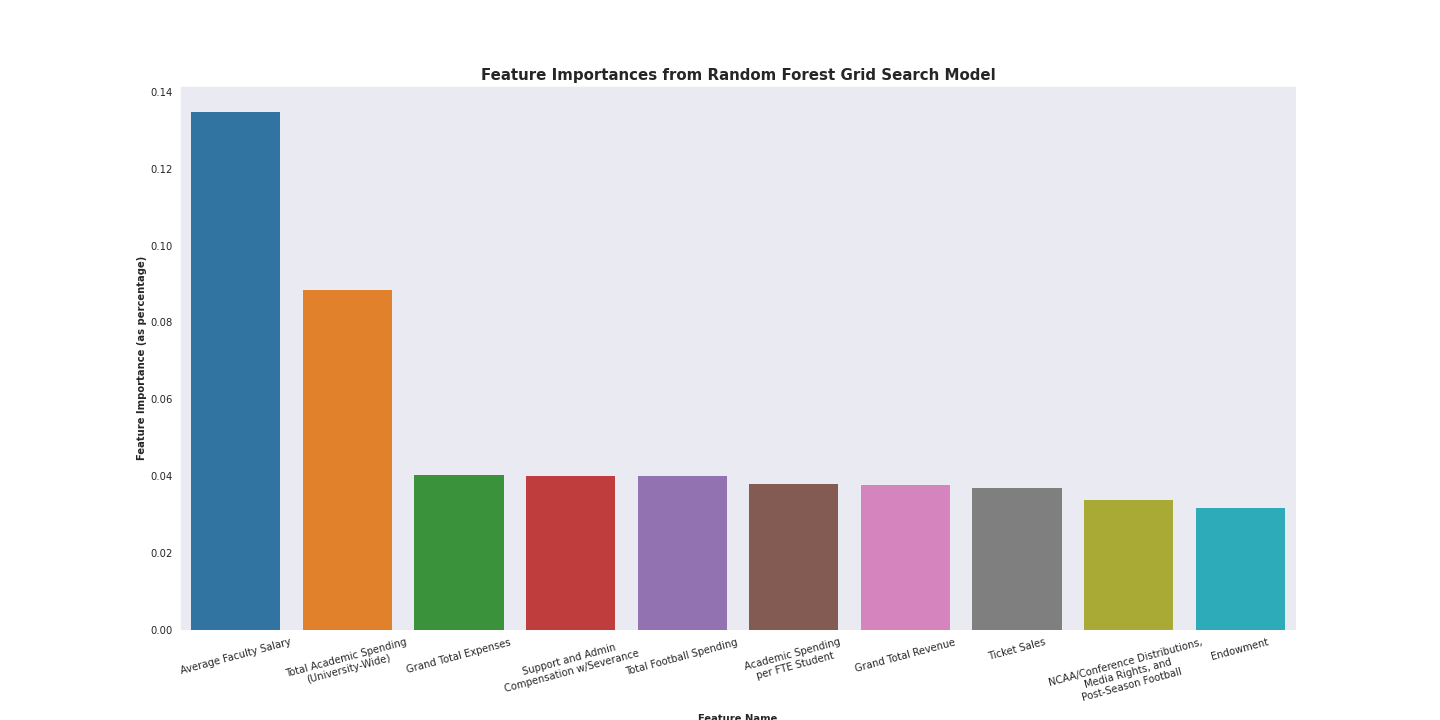 Feature Importances from Random Forest Grid Search Model
Feature Importance (as percentage)
0.14
0.12
0.10
0.08
0.06
0.04
0.02
0.00
Average Faculty Salary
Total Academic Spending
(University-Wide)
Grand Total Expenses
Support and Admin
Compensation w/Severance
Total Football Spending
Academic Spending
per FTE Student
Grand Total Revenue
Ticket Sales
NCAA/Conference Distributions,
Media Rights, and
Post-Season Football
Endowment
Feature Name